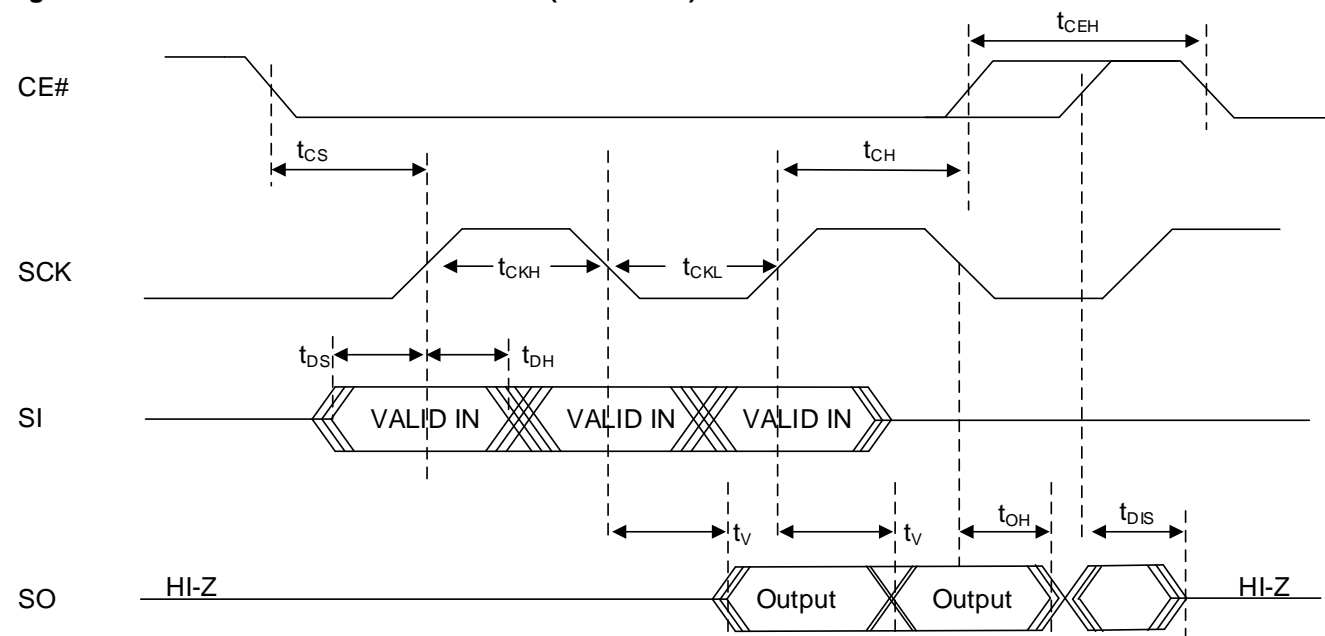 tCEH
CE#
tCS
tCH
SCK
tCKH
tCKL
tDS
tDH
SI
VALID IN
VALID IN
VALID IN
tV
tV
tOH
tDIS
SO
HI-Z
Output
Output
HI-Z